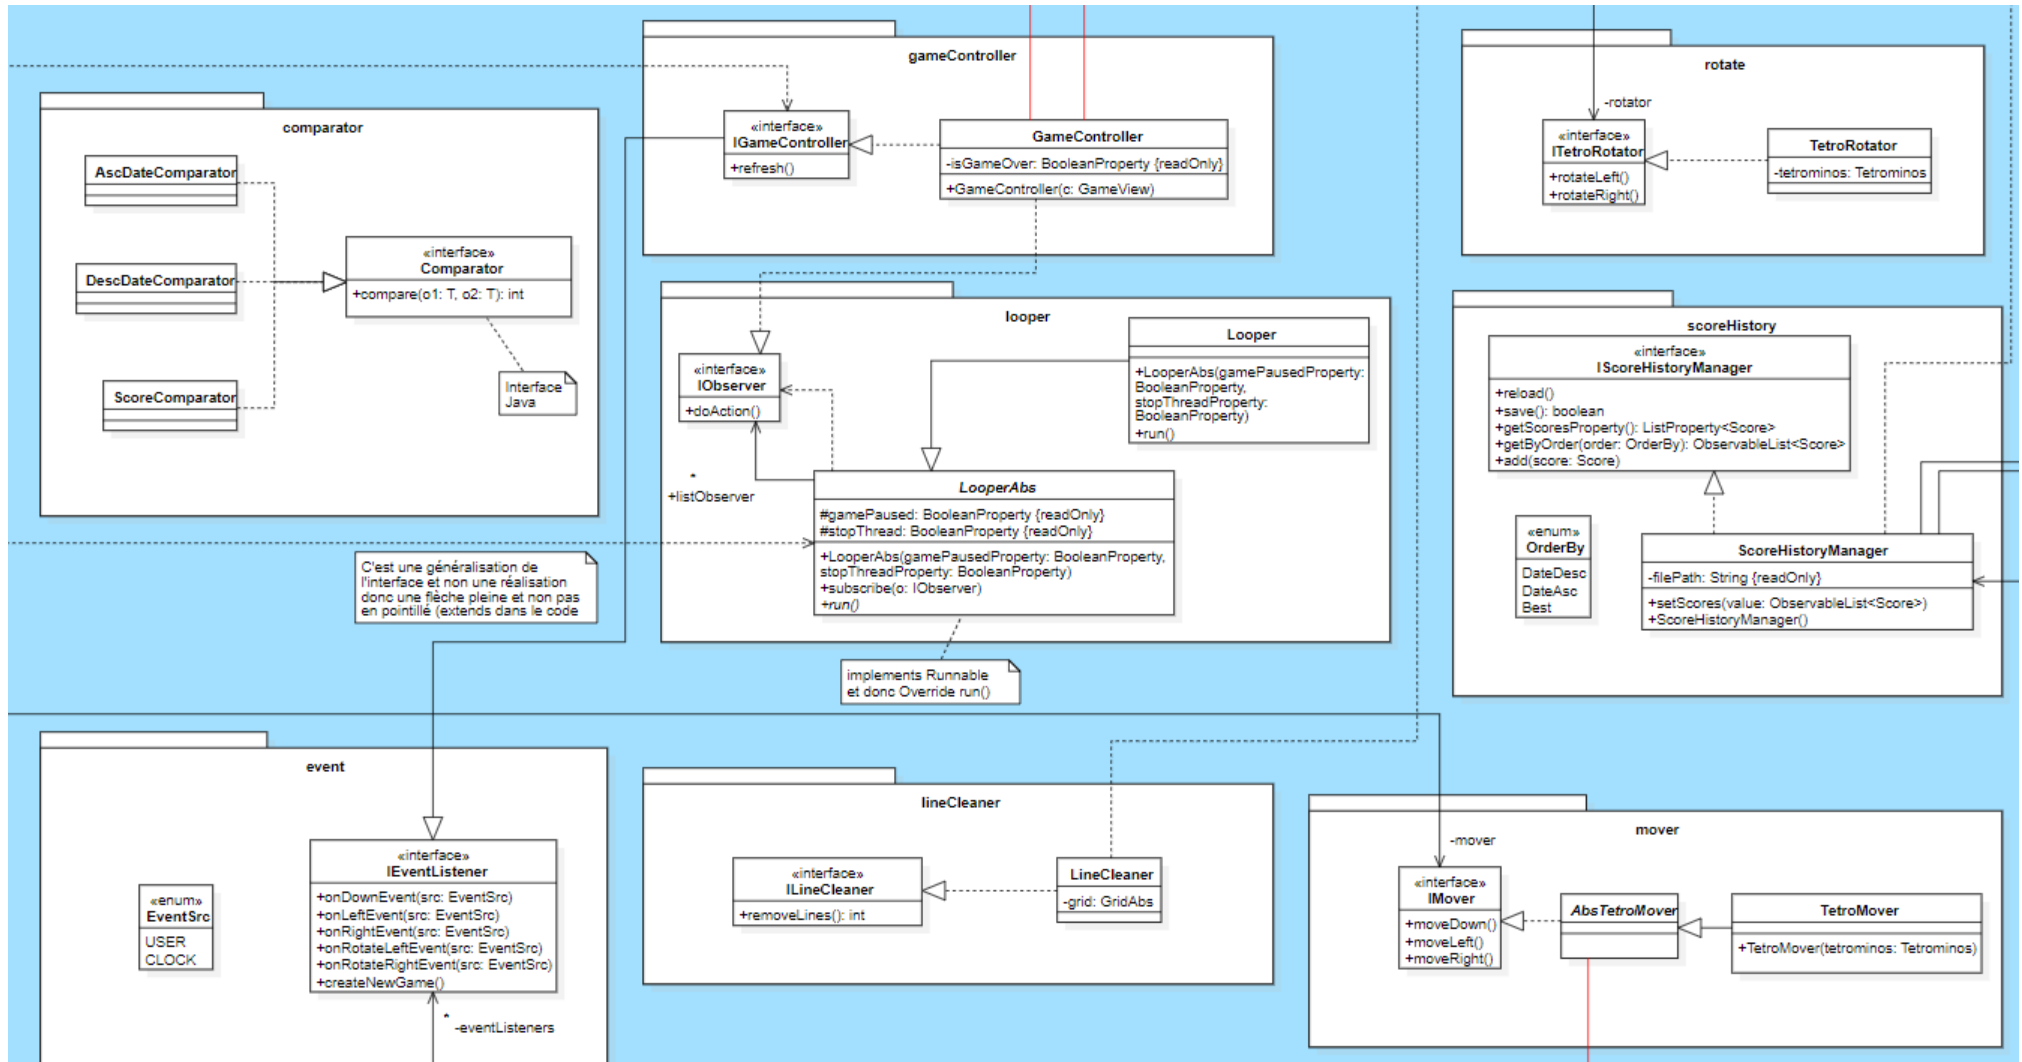 gameController
«interface»
IGameController
+refresh()
GameController
-isGameOver: BooleanProperty {readOnly}
+GameController(c: GameView)
rotate
-rotator
«interface»
ITetroRotator
+rotateLeft()
+rotateRight()
TetroRotator
-tetrominos: Tetrominos
comparator
AscDateComparator
DescDateComparator
ScoreComparator
«interface»
Comparator
+compare(o1: T, o2: T): int
Interface
Java
looper
«interface»
IObserver
+doAction()
*
+listObserver
Looper
+LooperAbs(gamePausedProperty:
BooleanProperty,
stopThreadProperty:
BooleanProperty)
+run()
LooperAbs
#gamePaused: BooleanProperty {readOnly}
#stopThread: BooleanProperty {readOnly}
+LooperAbs(gamePausedProperty: BooleanProperty,
stopThreadProperty: BooleanProperty)
+subscribe(o: IObserver)
+run()
implements Runnable
et donc Override run()
C'est une généralisation de
l'interface et non une réalisation
donc une flèche pleine et non pas
en pointillé (extends dans le code
scoreHistory
«interface»
IScoreHistoryManager
+reload()
+save(): boolean
+getScoresProperty(): ListProperty<Score>
+getByOrder(order: OrderBy): ObservableList<Score>
+add(score: Score)
«enum»
OrderBy
DateDesc
DateAsc
Best
ScoreHistoryManager
-filePath: String {readOnly}
+setScores(value: ObservableList<Score>)
+ScoreHistoryManager()
event
«enum»
EventSrc
USER
CLOCK
«interface»
IEventListener
+onDownEvent(src: EventSrc)
+onLeftEvent(src: EventSrc)
+onRightEvent(src: EventSrc)
+onRotateLeftEvent(src: EventSrc)
+onRotateRightEvent(src: EventSrc)
+createNewGame()
*
-eventListeners
lineCleaner
«interface»
ILineCleaner
+removeLines(): int
LineCleaner
-grid: GridAbs
mover
-mover
«interface»
IMover
+moveDown()
+moveLeft()
+moveRight()
AbsTetroMover
TetroMover
+TetroMover(tetrominos: Tetrominos)